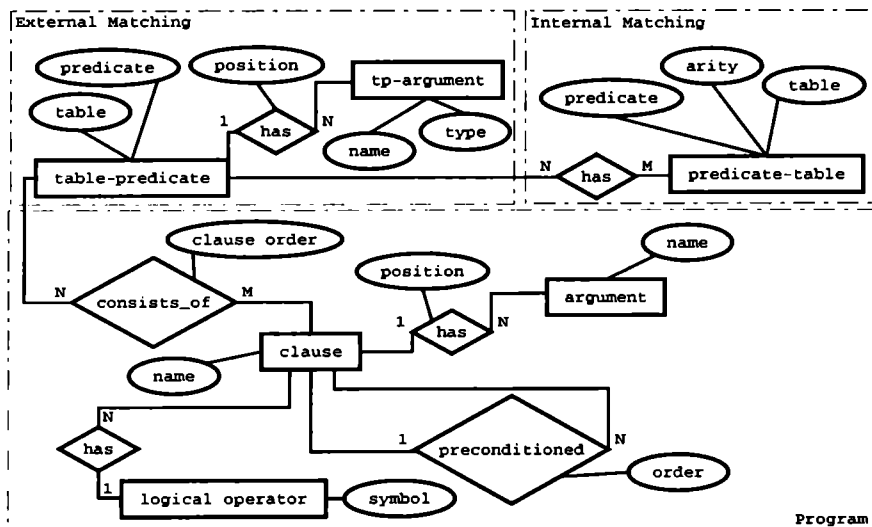 External Matching
Internal Matching
predicate
position
tp-argument
arity
table
1
has
N
name
type
predicate
table
table-predicate
N
has
M
predicate-table
clause order
name
position
N
consists_of
M
argument
1
has
N
clause
name
N
has
1
preconditioned
N
order
1
logical operator
symbol
Program